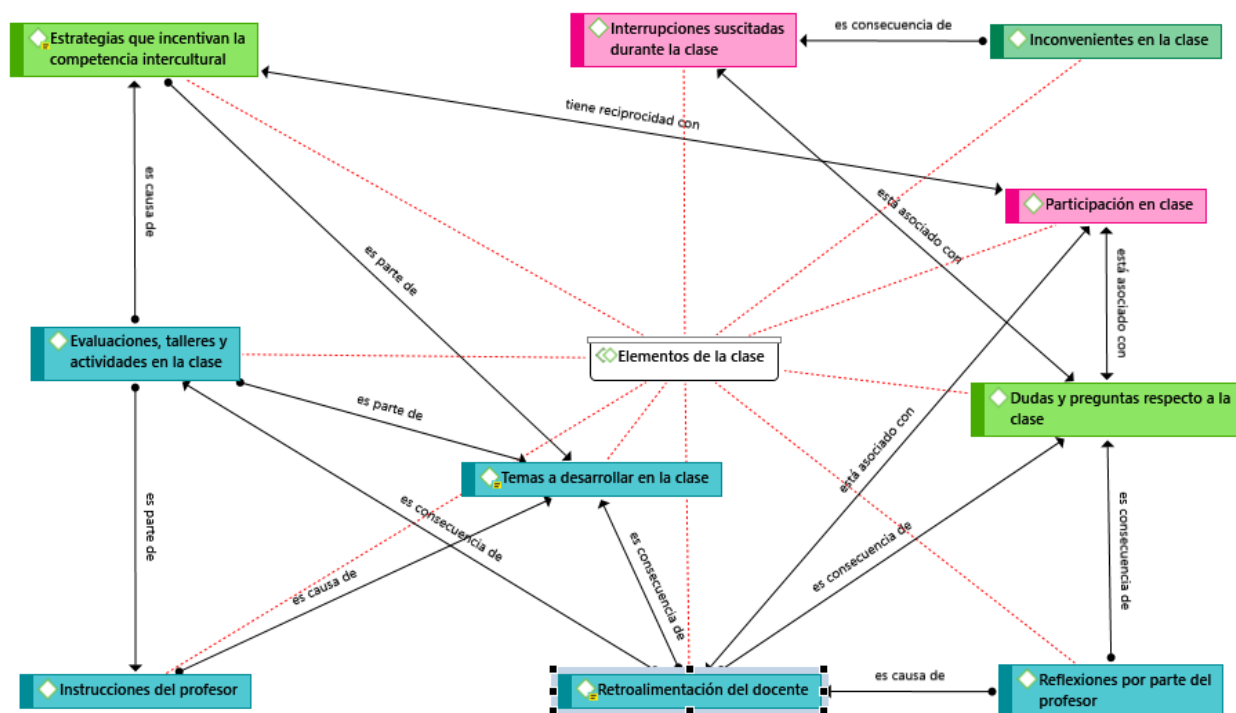 Estrategias que incentivan la
competencia intercultural
Interrupciones suscitadas
durante la clase
es consecuencia de
Inconvenientes en la clase
tiene reciprocidad con
es causa de
es parte de
está asociado con
Participación en clase
está asociado con
Evaluaciones, talleres y
actividades en la clase
Elementos de la clase
es parte de
está asociado con
Dudas y preguntas respecto a la
clase
Temas a desarrollar en la clase
es parte de
es causa de
es consecuencia de
es consecuencia de
es consecuencia de
es consecuencia de
Instrucciones del profesor
Retroalimentación del docente
es causa de
Reflexiones por parte del
profesor